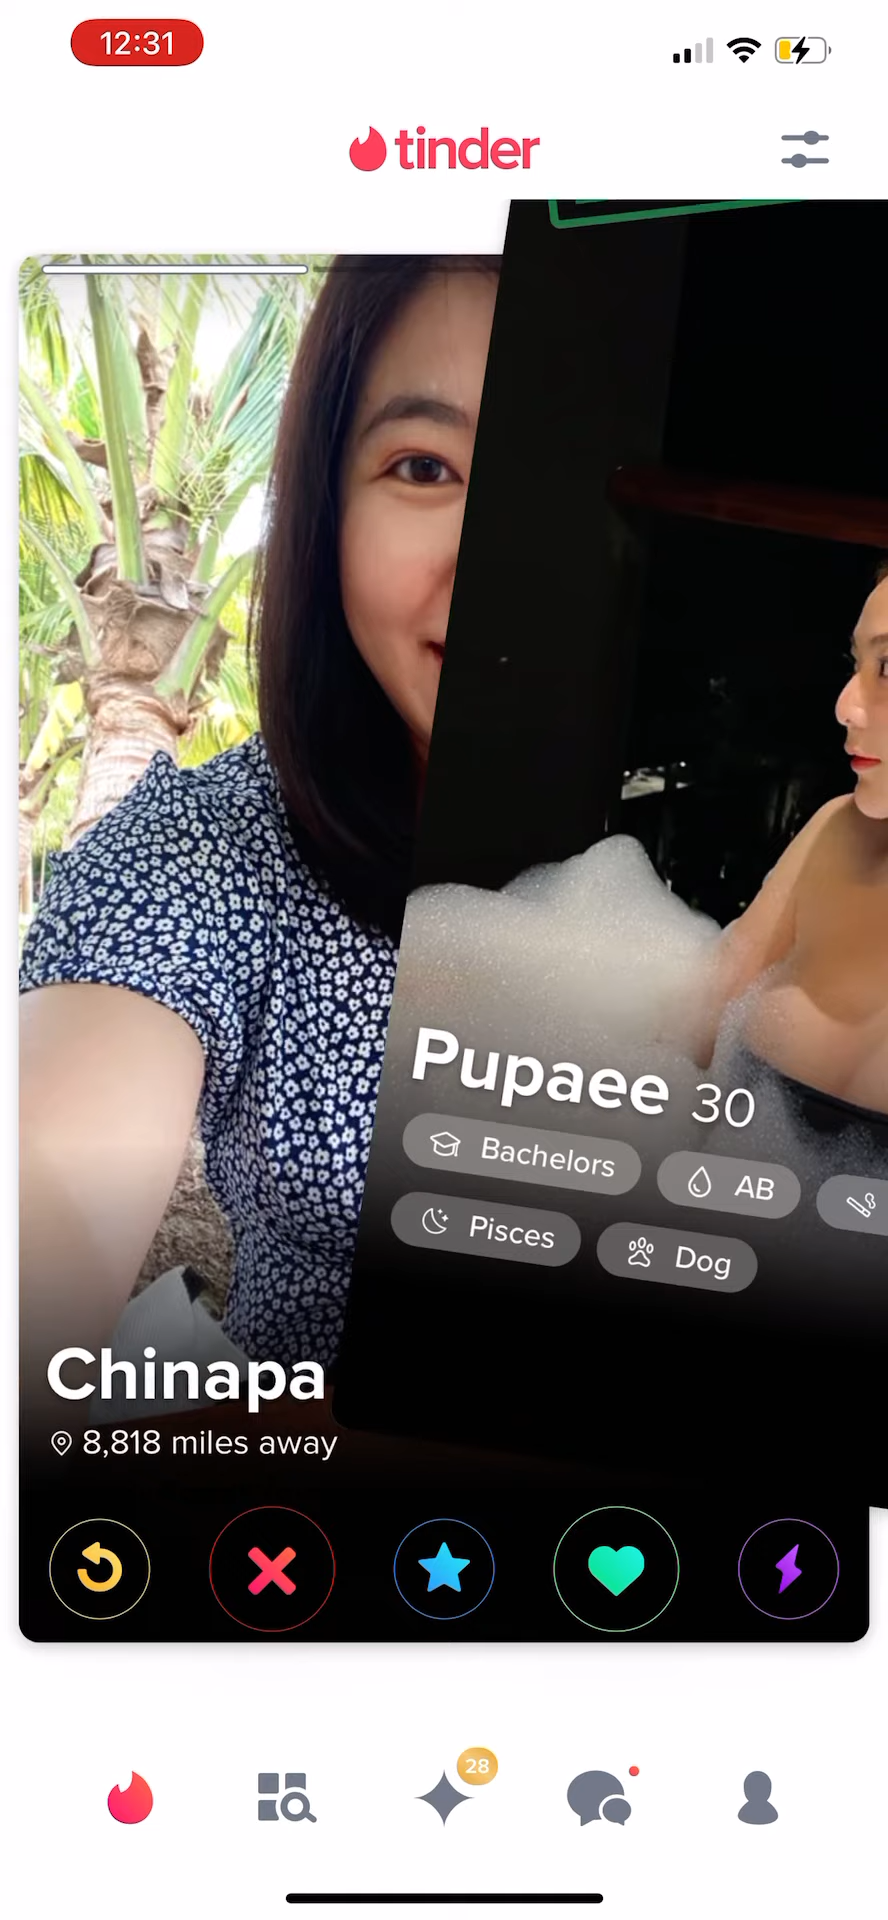 12:31
tinder
Pupaee 30
Bachelors AB
Pisces Dog
Chinapa
8,818 miles away
28